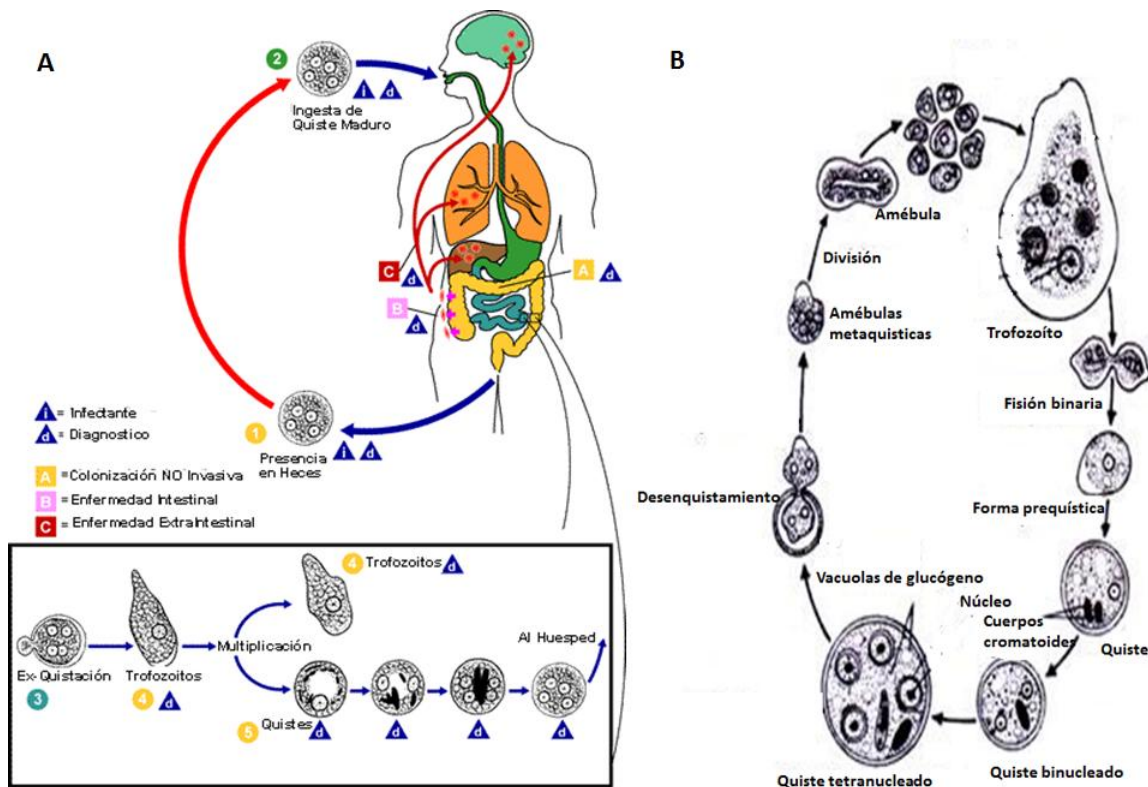 A
2
i d
Ingesta de
Quiste Maduro
C d
B
d
A d
i = Infectante
d = Diagnostico
1
Presencia
en Heces
i d
A = Colonización NO Invasiva
B = Enfermedad Intestinal
C = Enfermedad ExtraIntestinal
4 Trofozoitos d
Multiplicación
Al Huesped
Ex-Quistación
3
Trofozoitos
4 d
5 Quistes
d d d d
B
Amébula
División
Amébulas
metaquisticas
Trofozoíto
Fisión binaria
Desenquistamiento
Forma prequística
Vacuolas de glucógeno
Núcleo
Cuerpos
cromatoides
Quiste
Quiste tetranucleado
Quiste binucleado